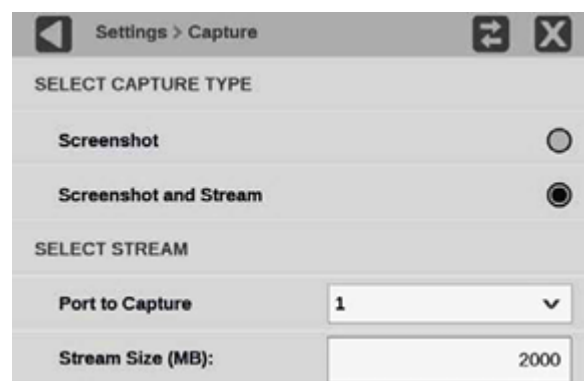 Settings > Capture
SELECT CAPTURE TYPE
Screenshot
Screenshot and Stream
SELECT STREAM
Port to Capture 1
Stream Size (MB): 2000